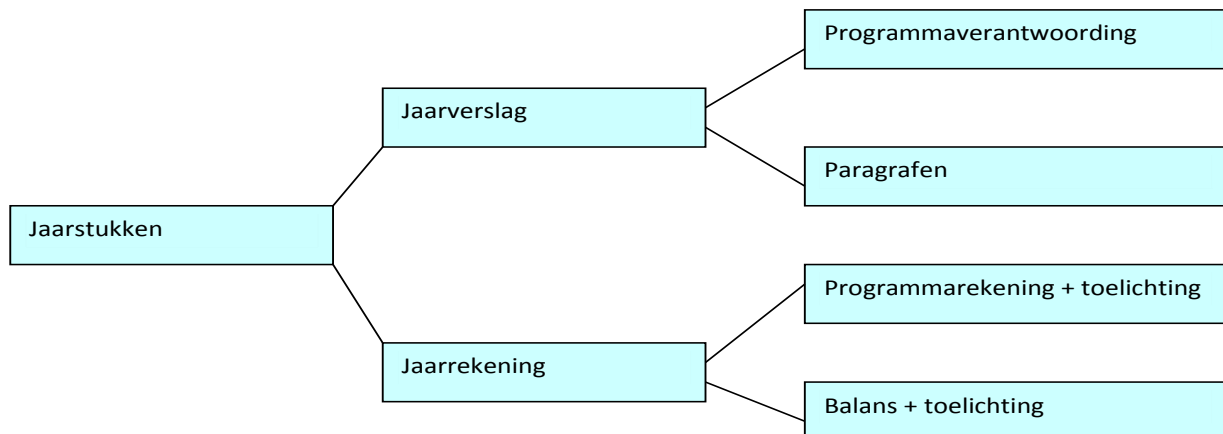 Programmaverantwoording
Jaarverslag
Paragrafen
Jaarstukken
Programmarekening + toelichting
Jaarrekening
Balans + toelichting